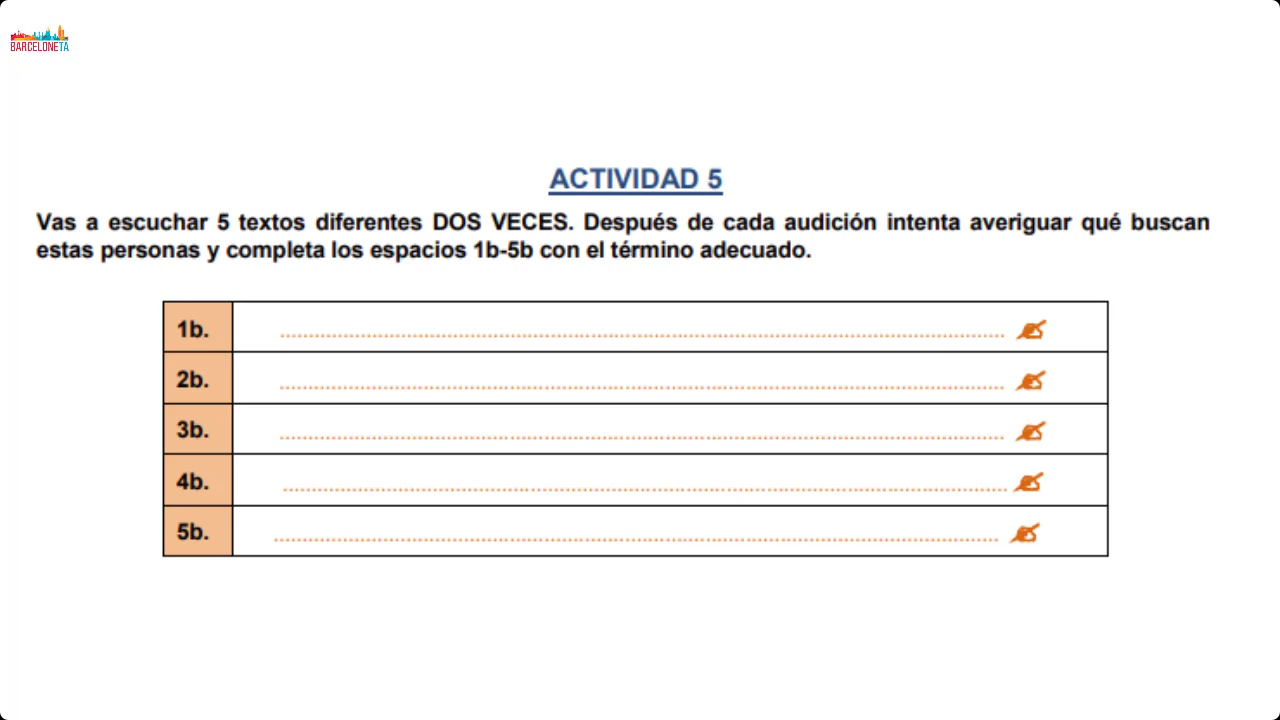 BARCELONETA
ACTIVIDAD 5
Vas a escuchar 5 textos diferentes DOS VECES. Después de cada audición intenta averiguar qué buscan
estas personas y completa los espacios 1b-5b con el término adecuado.
1b. ........................................................................
2b. ........................................................................
3b. ........................................................................
4b. ........................................................................
5b. ........................................................................